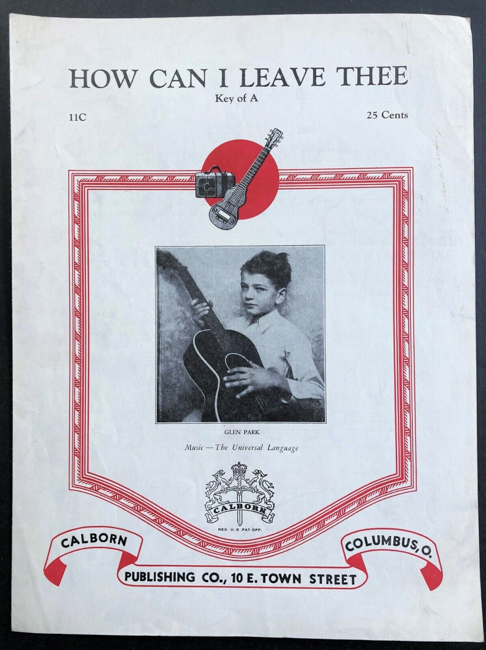 HOW CAN I LEAVE THEE
Key of A
11C
25 Cents
GLEN PARK
Music — The Universal Language
CALBORN
REG. U. S. PAT. OFF.
CALBORN
COLUMBUS, O.
PUBLISHING CO., 10 E. TOWN STREET